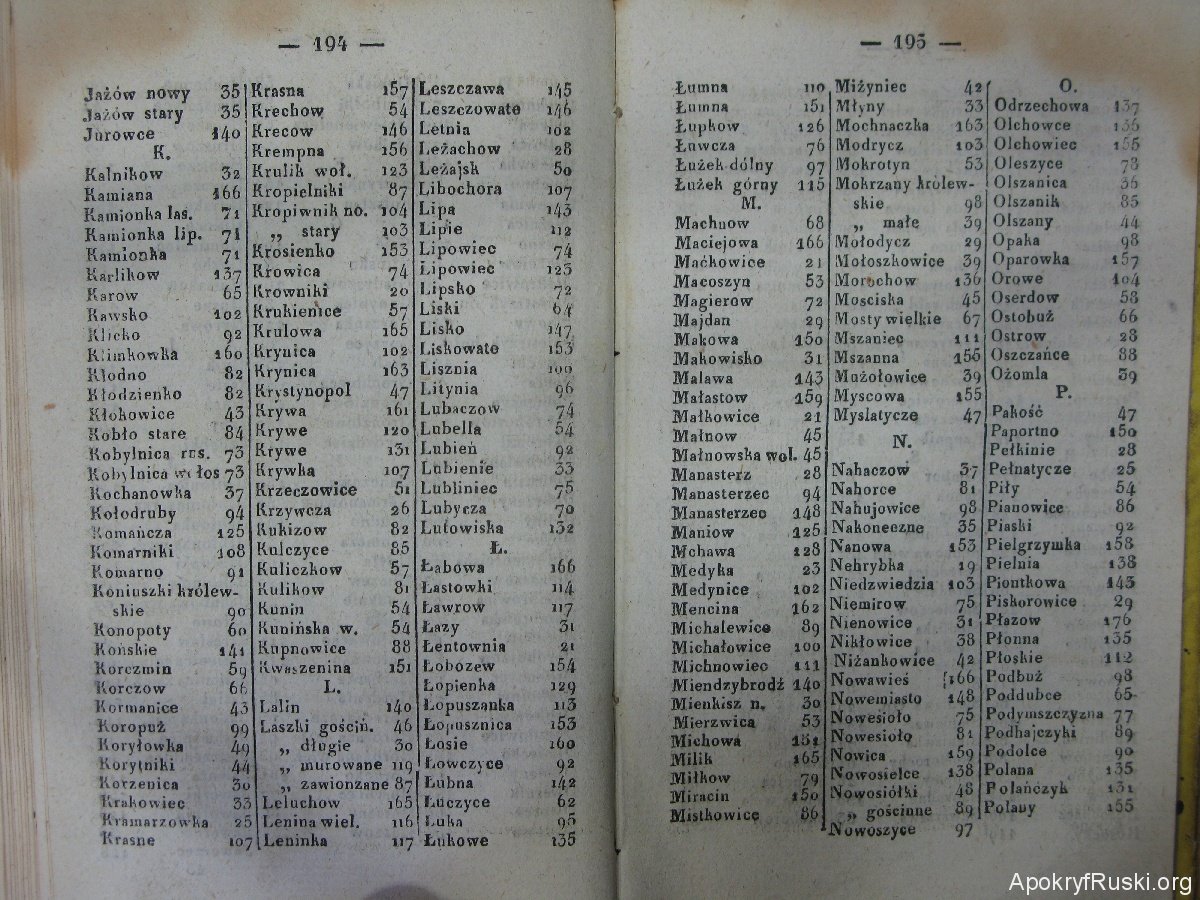 — 194 —
Jażów nowy 35
Jażów stary 35
Jurowce 140
K.
Kalnikow 32
Kamiana 166
Kamionka las. 71
Kamionka lip. 71
Kamionka 71
Karlikow 137
Karow 65
Kawsko 102
Klicko 92
Klimkowka 160
Kłodno 82
Kłodzienko 82
Kłokowice 43
Kobło stare 84
Kobylnica rus. 73
Kobylnica wołos 73
Kochanowka 37
Kołodruby 94
Komańcza 125
Komarniki 108
Komarno 91
Koniuszki królew-
skie 90
Konopoty 60
Końskie 141
Korczmin 59
Korczow 66
Kormanice 43
Koropuż 99
Koryłowka 49
Korytniki 44
Korzenica 30
Krakowiec 33
Kramarzowka 25
Krasne 107
Krasna 157
Krechow 54
Krecow 146
Krempna 156
Krulik woł. 123
Kropielniki 87
Kropiwnik no. 104
„ stary 103
Krosienko 153
Krowica 74
Krowniki 20
Krukienice 57
Krulowa 165
Krynica 102
Krynica 163
Krystynopol 47
Krywa 161
Krywe 120
Krywe 131
Krywka 107
Krzeczowice 51
Krzywcza 26
Kukizow 82
Kulczyce 85
Kuliczkow 57
Kulikow 81
Kunin 54
Kunińska w. 54
Kupnowice 88
Kwaszenina 151
L.
Lalin 140
Laszki gościń. 46
„ długie 30
„ murowane 119
„ zawionzane 87
Leluchow 165
Lenina wiel. 116
Leninka 117
Leszczawa 145
Leszczowate 146
Letnia 102
Leżachow 28
Leżajsk 50
Libochora 107
Lipa 143
Lipie 112
Lipowiec 74
Lipowiec 123
Lipsko 72
Liski 64
Lisko 147
Liskowate 153
Lisznia 100
Litynia 96
Lubaczow 74
Lubella 54
Lubień 92
Lubienie 33
Lubliniec 75
Lubycza 70
Lutowiska 132
Ł.
Łabowa 166
Łastowki 114
Ławrow 117
Łazy 31
Łentownia 21
Łobozew 154
Łopienka 129
Łopuszanka 113
Łopusznica 153
Łosie 160
Łowczyce 92
Łubna 142
Łuczyce 62
Łuka 95
Łukowe 135
— 195 —
Łumna 110
Łumna 151
Łupkow 126
Ławcza 76
Łużek dólny 97
Łużek górny 115
M.
Machnow 68
Maciejowa 166
Maćkowice 21
Macoszyn 53
Magierow 72
Majdan 29
Makowa 150
Makowisko 31
Malawa 143
Małastow 159
Małkowice 21
Małnow 45
Małnowska wol. 45
Manasterz 28
Manasterzec 94
Manasterzec 148
Maniow 125
Mchawa 128
Medyka 23
Medynice 102
Mencina 162
Michalewice 89
Michałowice 100
Michnowiec 111
Miendzybrodź 140
Mienkisz n. 30
Mierzwica 53
Michowa 151
Milik 165
Miłkow 79
Miracin 150
Mistkowice 86
Miżyniec 42
Młyny 33
Mochnaczka 163
Modrycz 103
Mokrotyn 53
Mokrzany królew-
skie 98
„ małe 39
Mołodycz 29
Mołoszkowice 39
Morochow 136
Mosciska 45
Mosty wielkie 67
Mszaniec 111
Mszanna 155
Mużołowice 39
Myscowa 155
Myslatycze 47
N.
Nahaczow 37
Nahorce 81
Nahujowice 98
Nakoneczne 35
Nanowa 153
Nehrybka 19
Niedzwiedzia 103
Niemirow 75
Nienowice 31
Nikłowice 38
Niżankowice 42
Nowawieś 166
Nowemiasto 148
Nowesioło 75
Nowesioło 81
Nowica 159
Nowosielce 138
Nowosiółki 48
„ gościnne 89
Nowoszyce 97
O.
Odrzechowa 137
Olchowce 136
Olchowiec 155
Oleszyce 73
Olszanica 36
Olszanik 85
Olszany 44
Opaka 98
Oparowka 157
Orowe 104
Oserdow 58
Ostobuż 66
Ostrow 28
Oszczańce 88
Ożomla 39
P.
Pakość 47
Paportno 150
Pełkinie 28
Pełnatycze 25
Piły 54
Pianowice 86
Piaski 92
Pielgrzymka 158
Pielnia 138
Piontkowa 143
Piskorowice 29
Płazow 176
Płonna 135
Płoskie 112
Podbuż 98
Poddubce 65
Podymszczyzna 77
Podhajczyki 89
Podolce 90
Polana 135
Polańczyk 131
Polany 155
ApokryfRuski.org